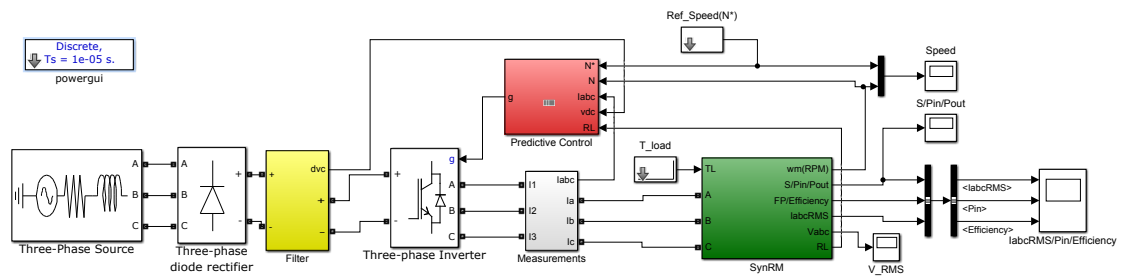 Discrete,
Ts = 1e-05 s.
powergui
Ref_Speed(N*)
Speed
S/Pin/Pout
N*
N
Iabc
vdc
RL
g
Predictive Control
T_load
A
B
C
A
B
C
Three-Phase Source
A
B
C
+
-
Three-phase
diode rectifier
+
-
dvc
+
-
Filter
+
-
g
A
B
C
Three-phase Inverter
I1
I2
I3
Iabc
Ia
Ib
Ic
Measurements
TL
A
B
C
wm(RPM)
S/Pin/Pout
FP/Efficiency
IabcRMS
Vabc
RL
SynRM
V_RMS
<IabcRMS>
<Pin>
<Efficiency>
IabcRMS/Pin/Efficiency